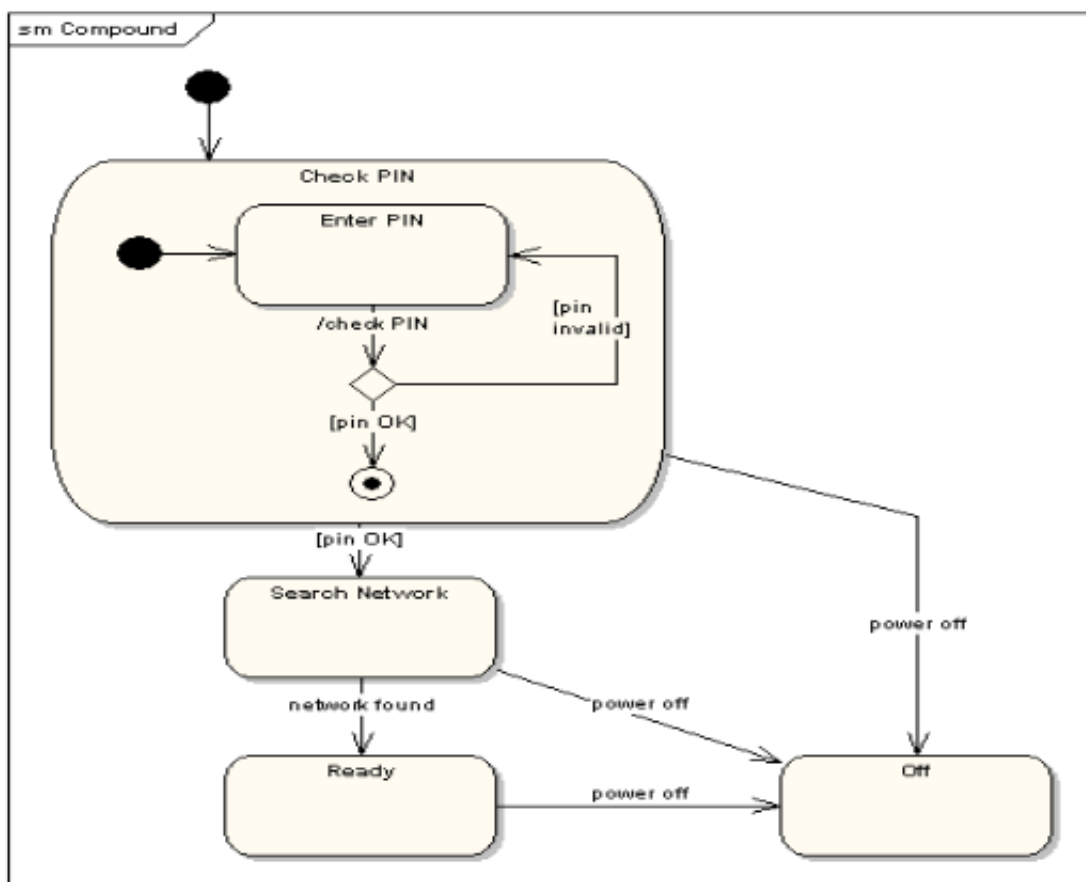 sm Compound
Check PIN
Enter PIN
/check PIN
[pin
invalid]
[pin OK]
[pin OK]
Search Network
power off
network found
power off
Ready
Off
power off